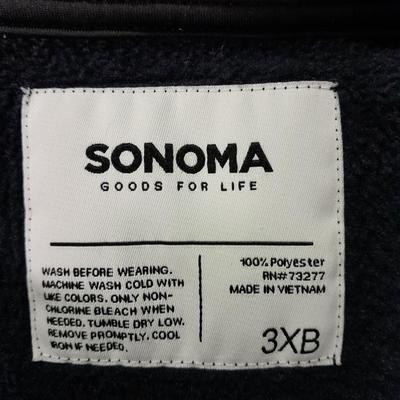 SONOMA
GOODS FOR LIFE
WASH BEFORE WEARING.
MACHINE WASH COLD WITH
LIKE COLORS. ONLY NON-
CHLORINE BLEACH WHEN
NEEDED. TUMBLE DRY LOW.
REMOVE PROMPTLY. COOL
IRON IF NEEDED.
100% Polyester
RN#73277
MADE IN VIETNAM
3XB